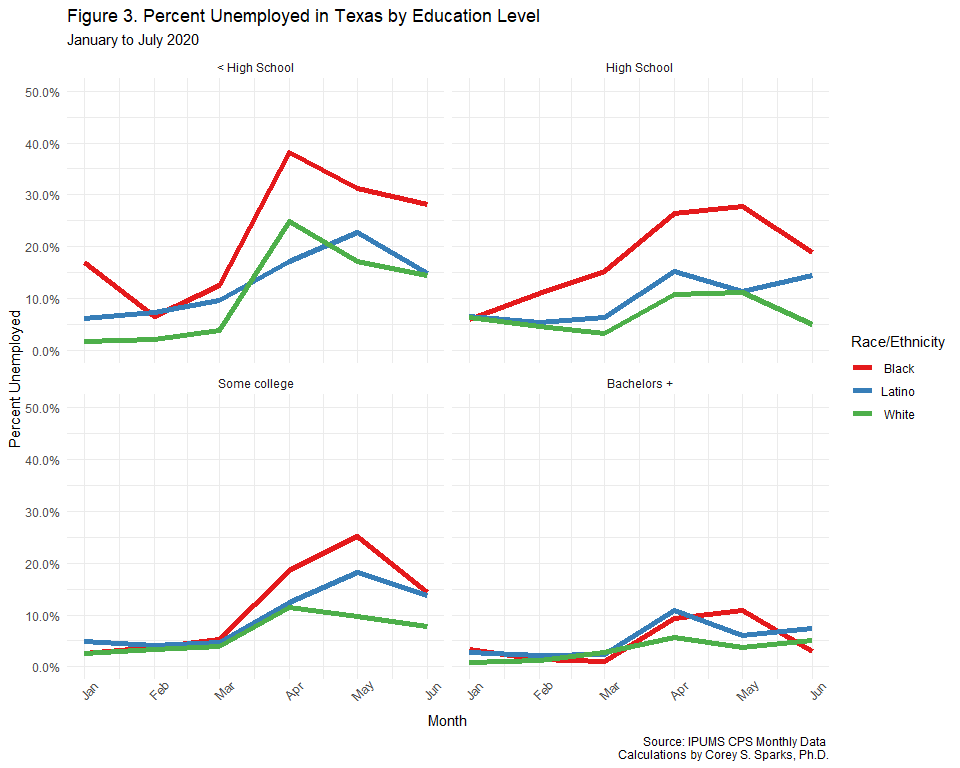 Figure 3. Percent Unemployed in Texas by Education Level
January to July 2020
< High School
High School
50.0%
40.0%
30.0%
20.0%
10.0%
0.0%
Some college
Bachelors +
50.0%
40.0%
30.0%
20.0%
10.0%
0.0%
Percent Unemployed
Jan
Feb
Mar
Apr
May
Jun
Jan
Feb
Mar
Apr
May
Jun
Month
Race/Ethnicity
Black
Latino
White
Source: IPUMS CPS Monthly Data
Calculations by Corey S. Sparks, Ph.D.